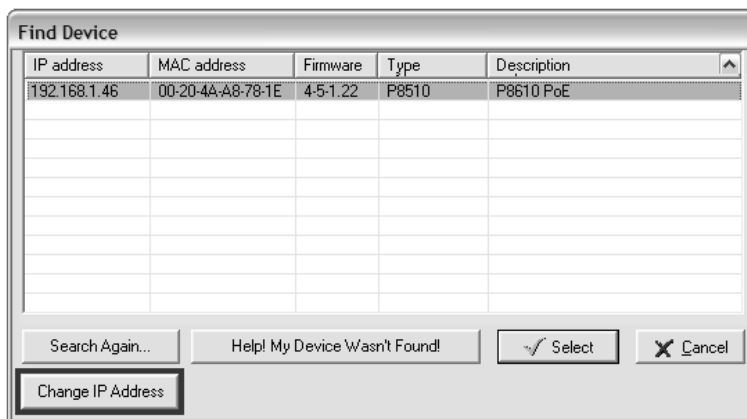 Find Device
IP address MAC address Firmware Type Description
192.168.1.46 00-20-4A-A8-78-1E 4-5-1.22 P8510 P8610 PoE
Search Again... Help! My Device Wasn't Found! Select Cancel
Change IP Address